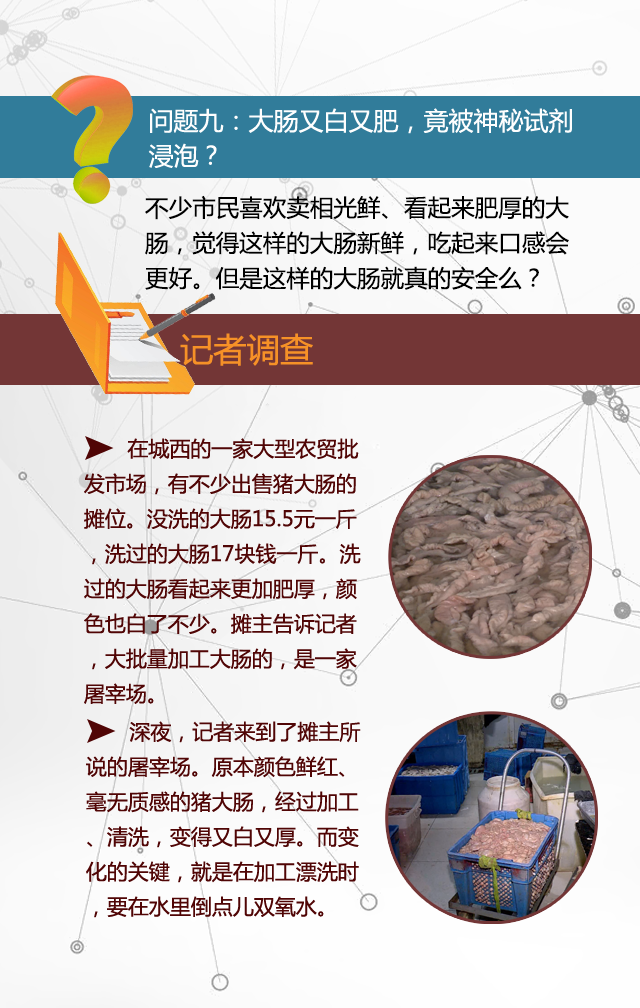 问题九：大肠又白又肥，竟被神秘试剂
浸泡？
不少市民喜欢卖相光鲜、看起来肥厚的大
肠，觉得这样的大肠新鲜，吃起来口感会
更好。但是这样的大肠就真的安全么？
记者调查
在城西的一家大型农贸批
发市场，有不少出售猪大肠的
摊位。没洗的大肠15.5元一斤
，洗过的大肠17块钱一斤。洗
过的大肠看起来更加肥厚，颜
色也白了不少。摊主告诉记者
，大批量加工大肠的，是一家
屠宰场。
深夜，记者来到了摊主所
说的屠宰场。原本颜色鲜红、
毫无质感的猪大肠，经过加工
、清洗，变得又白又厚。而变
化的关键，就是在加工漂洗时
，要在水里倒点儿双氧水。